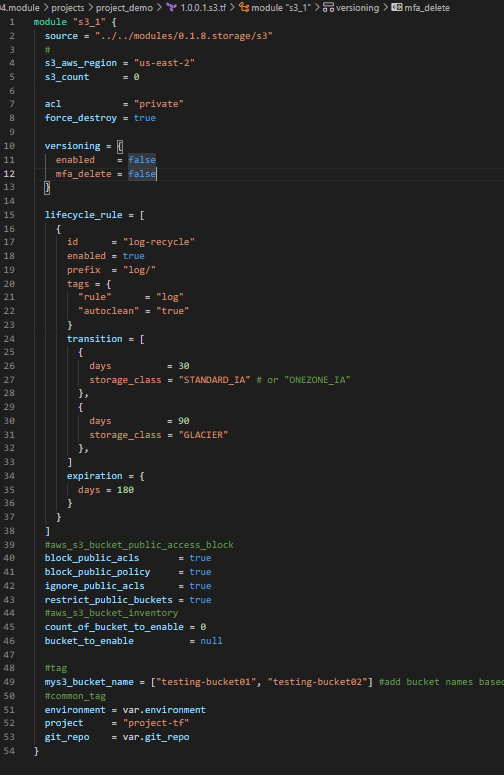 04.module > projects > project_demo > 1.0.0.1.s3.tf > module "s3_1" > versioning > mfa_delete
1 module "s3_1" {
2 source = "../../modules/0.1.8.storage/s3"
3 #
4 s3_aws_region = "us-east-2"
5 s3_count = 0
6
7 acl = "private"
8 force_destroy = true
9
10 versioning = {
11 enabled = false
12 mfa_delete = false
13 }
14
15 lifecycle_rule = [
16 {
17 id = "log-recycle"
18 enabled = true
19 prefix = "log/"
20 tags = {
21 "rule" = "log"
22 "autoclean" = "true"
23 }
24 transition = [
25 {
26 days = 30
27 storage_class = "STANDARD_IA" # or "ONEZONE_IA"
28 },
29 {
30 days = 90
31 storage_class = "GLACIER"
32 },
33 ]
34 expiration = {
35 days = 180
36 }
37 }
38 ]
39 #aws_s3_bucket_public_access_block
40 block_public_acls = true
41 block_public_policy = true
42 ignore_public_acls = true
43 restrict_public_buckets = true
44 #aws_s3_bucket_inventory
45 count_of_bucket_to_enable = 0
46 bucket_to_enable = null
47
48 #tag
49 mys3_bucket_name = ["testing-bucket01", "testing-bucket02"] #add bucket names based
50 #common_tag
51 environment = var.environment
52 project = "project-tf"
53 git_repo = var.git_repo
54 }